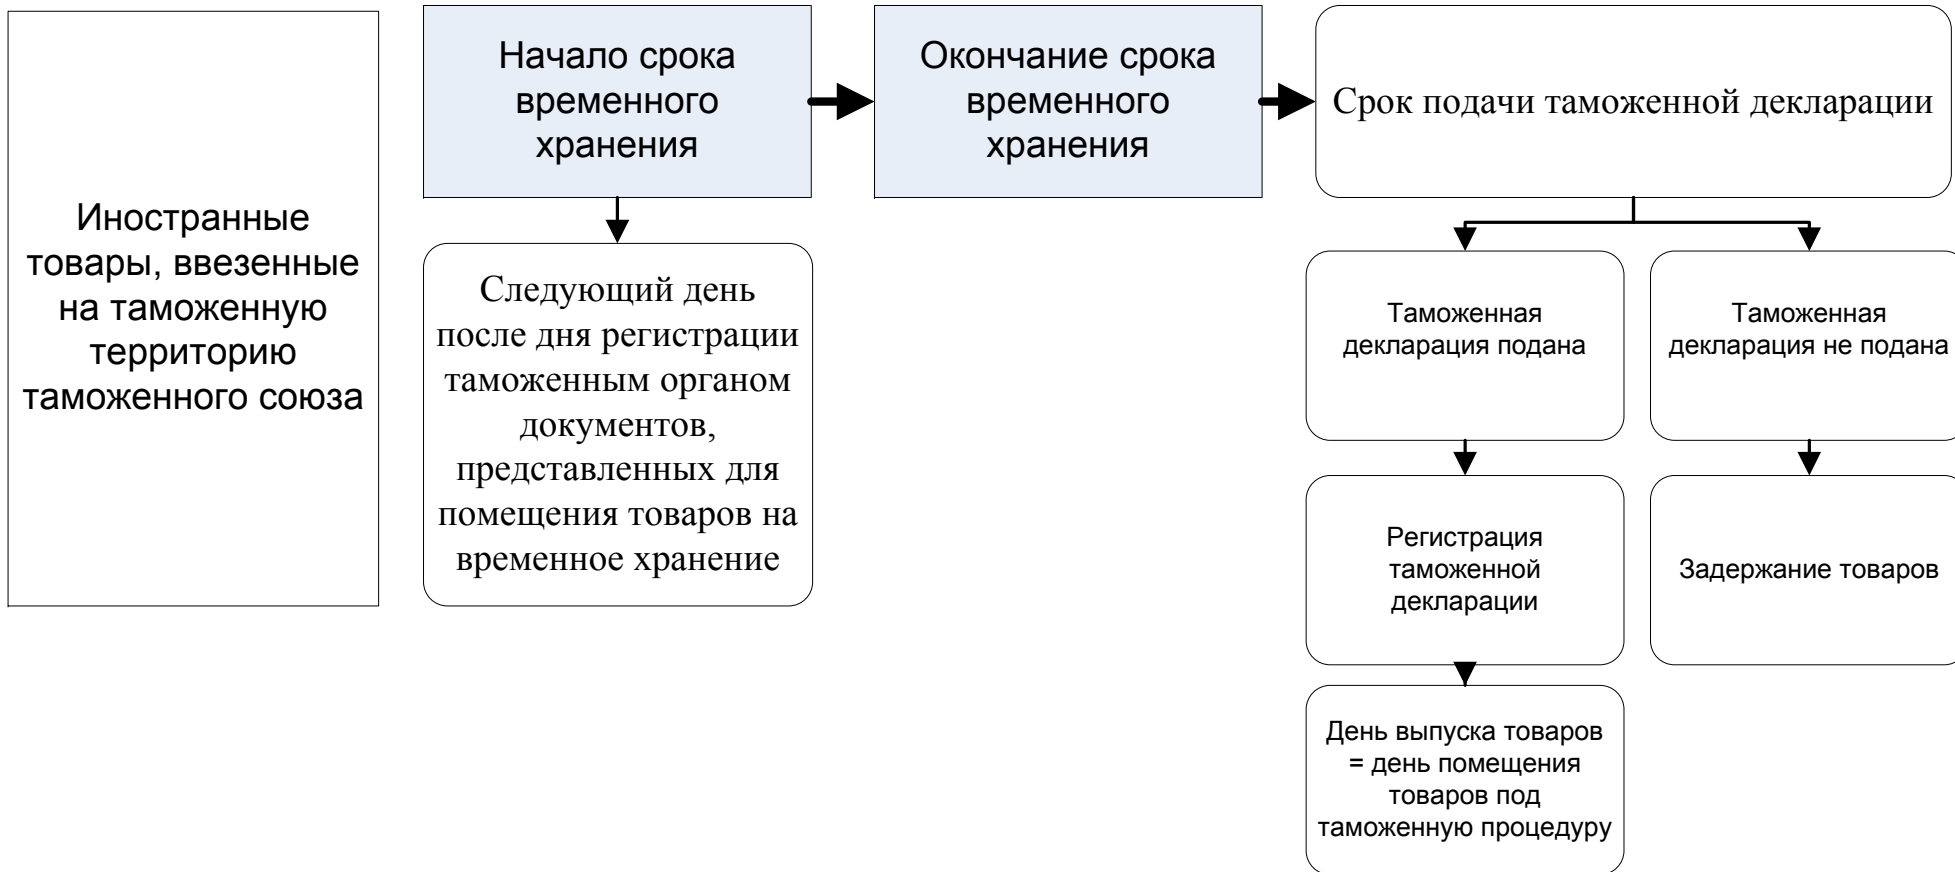 Иностранные
товары, ввезенные
на таможенную
территорию
таможенного союза
Начало срока
временного
хранения
Окончание срока
временного
хранения
Срок подачи таможенной декларации
Следующий день
после дня регистрации
таможенным органом
документов,
представленных для
помещения товаров на
временное хранение
Таможенная
декларация подана
Таможенная
декларация не подана
Регистрация
таможенной
декларации
Задержание товаров
День выпуска товаров
= день помещения
товаров под
таможенную процедуру